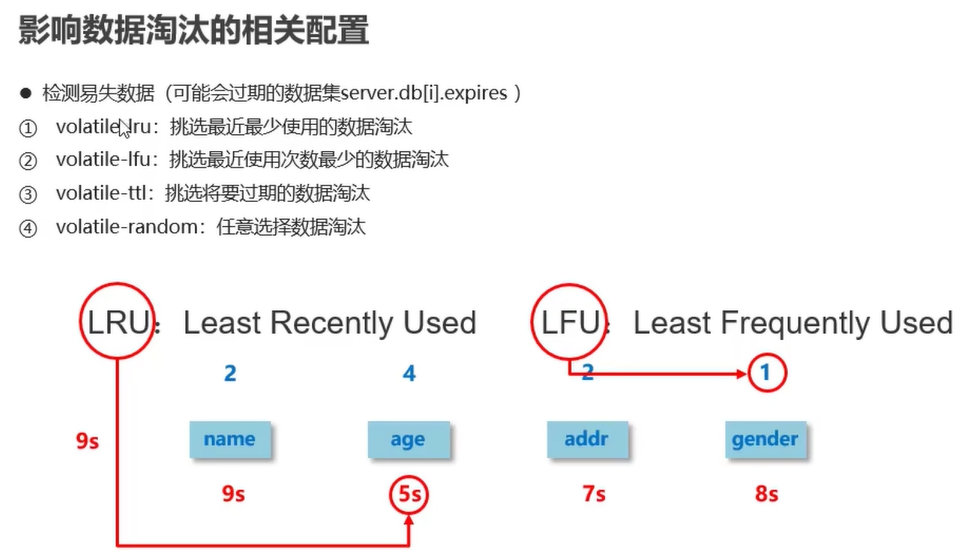 影响数据淘汰的相关配置
● 检测易失数据（可能会过期的数据集server.db[i].expires ）
① volatile-lru：挑选最近最少使用的数据淘汰
② volatile-lfu：挑选最近使用次数最少的数据淘汰
③ volatile-ttl：挑选将要过期的数据淘汰
④ volatile-random：任意选择数据淘汰
LRU：Least Recently Used LFU：Least Frequently Used
2 4 2 1
9s name age addr gender
9s 5s 7s 8s